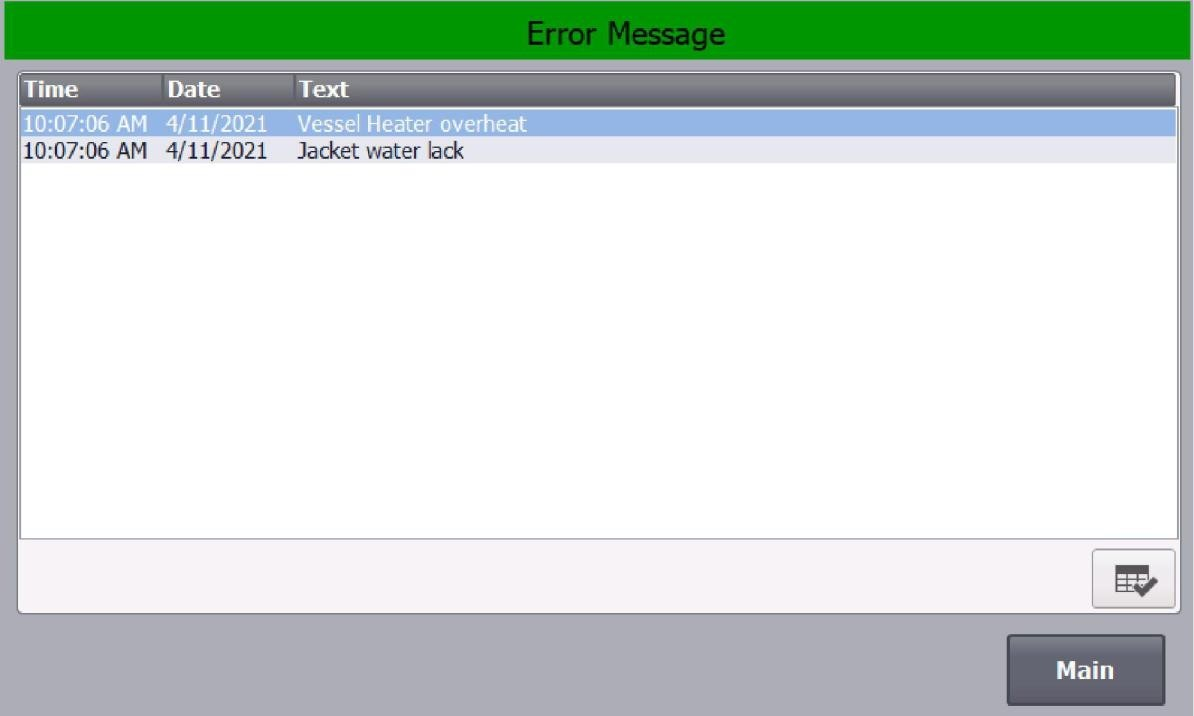 Error Message
Time Date Text
10:07:06 AM 4/11/2021 Vessel Heater overheat
10:07:06 AM 4/11/2021 Jacket water lack
Main